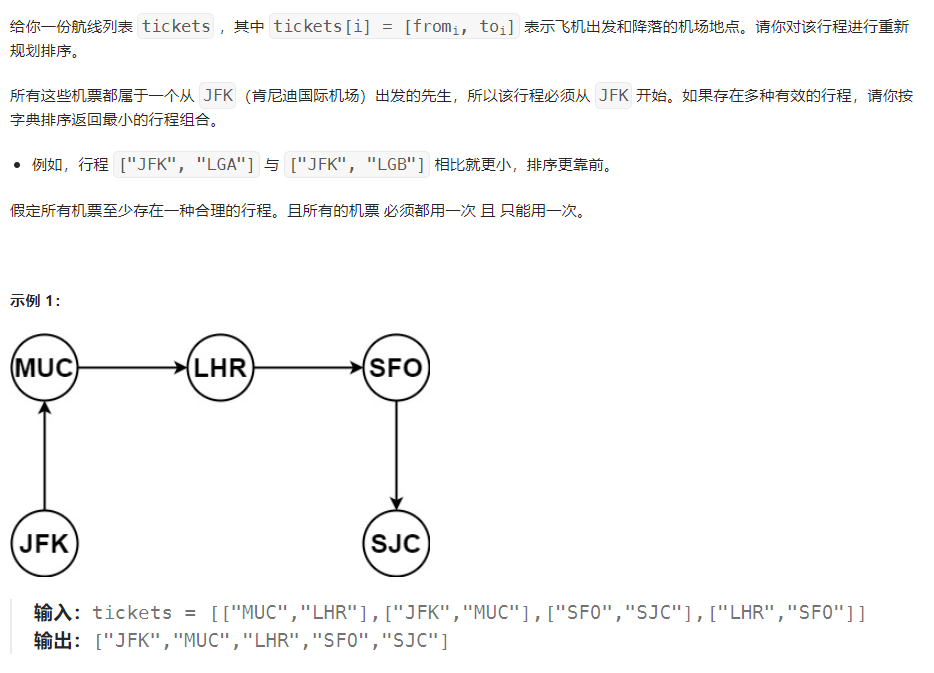 给你一份航线列表 tickets ，其中 tickets[i] = [fromi, toi] 表示飞机出发和降落的机场地点。请你对该行程进行重新
规划排序。
所有这些机票都属于一个从 JFK（肯尼迪国际机场）出发的先生，所以该行程必须从 JFK 开始。如果存在多种有效的行程，请你按
字典排序返回最小的行程组合。
• 例如，行程 ["JFK", "LGA"] 与 ["JFK", "LGB"] 相比就更小，排序更靠前。
假定所有机票至少存在一种合理的行程。且所有的机票 必须都用一次 且 只能用一次。
示例 1：
MUC LHR SFO
JFK SJC
输入：tickets = [["MUC","LHR"],["JFK","MUC"],["SFO","SJC"],["LHR","SFO"]]
输出：["JFK","MUC","LHR","SFO","SJC"]